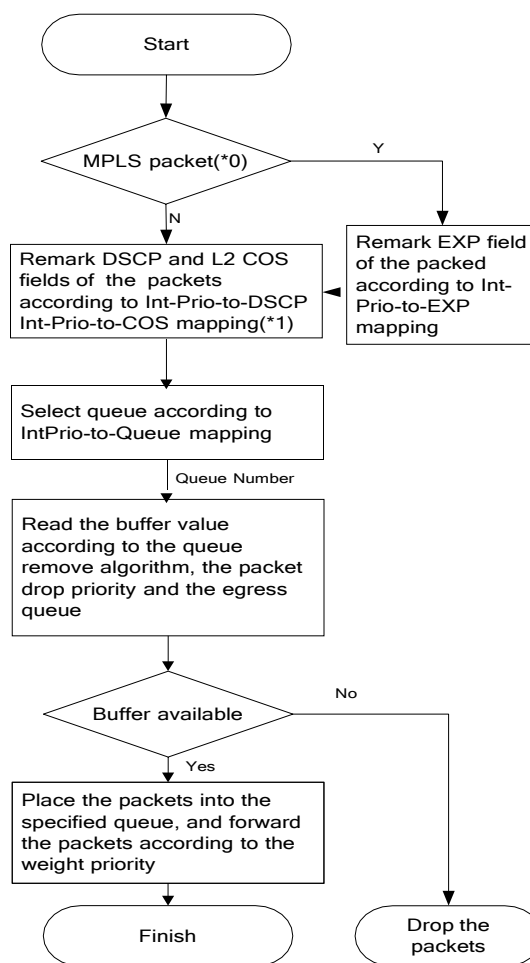 Start
MPLS packet(*0)
Y
N
Remark DSCP and L2 COS
fields of the packets
according to Int-Prio-to-DSCP
Int-Prio-to-COS mapping(*1)
Remark EXP field
of the packed
according to Int-
Prio-to-EXP
mapping
Select queue according to
IntPrio-to-Queue mapping
Queue Number
Read the buffer value
according to the queue
remove algorithm, the packet
drop priority and the egress
queue
Buffer available
No
Yes
Place the packets into the
specified queue, and forward
the packets according to the
weight priority
Finish
Drop the
packets